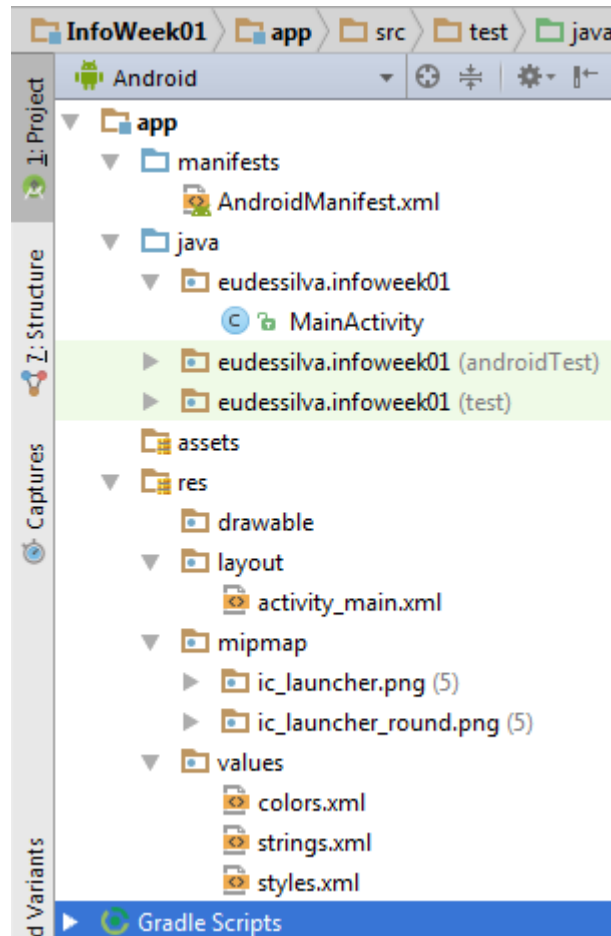 InfoWeek01 app src test java
1: Project
7: Structure
Captures
d Variants
Android
app
manifests
AndroidManifest.xml
java
eudessilva.infoweek01
C MainActivity
eudessilva.infoweek01 (androidTest)
eudessilva.infoweek01 (test)
assets
res
drawable
layout
activity_main.xml
mipmap
ic_launcher.png (5)
ic_launcher_round.png (5)
values
colors.xml
strings.xml
styles.xml
Gradle Scripts